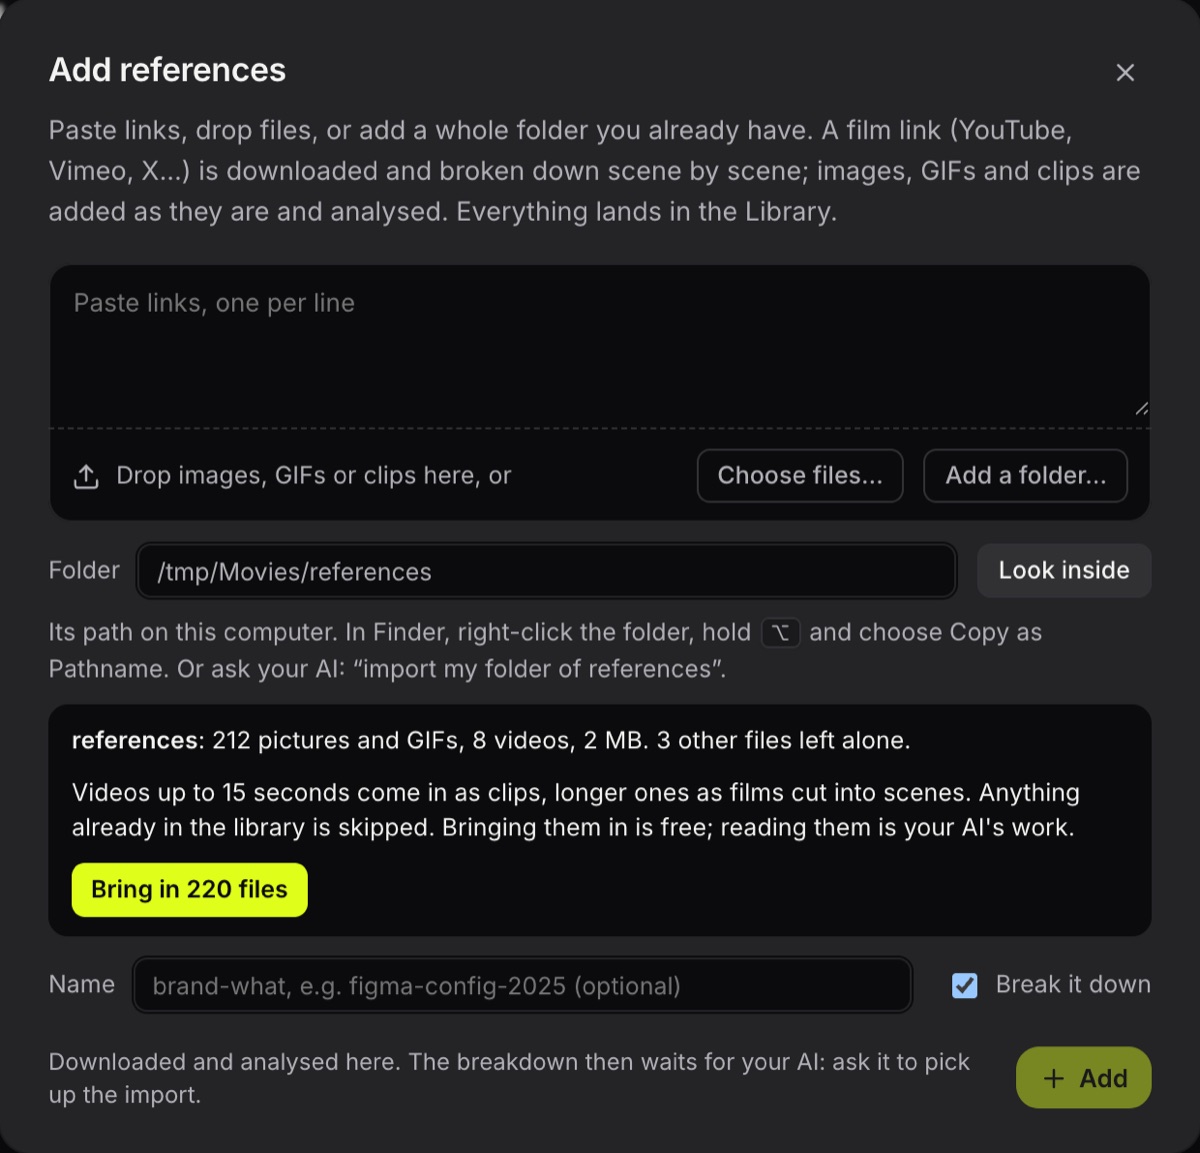 Add references
Paste links, drop files, or add a whole folder you already have. A film link (YouTube,
Vimeo, X...) is downloaded and broken down scene by scene; images, GIFs and clips are
added as they are and analysed. Everything lands in the Library.
Paste links, one per line
Drop images, GIFs or clips here, or
Choose files...
Add a folder...
Folder
/tmp/Movies/references
Look inside
Its path on this computer. In Finder, right-click the folder, hold ⌥ and choose Copy as
Pathname. Or ask your AI: “import my folder of references”.
references: 212 pictures and GIFs, 8 videos, 2 MB. 3 other files left alone.
Videos up to 15 seconds come in as clips, longer ones as films cut into scenes. Anything
already in the library is skipped. Bringing them in is free; reading them is your AI's work.
Bring in 220 files
Name
brand-what, e.g. figma-config-2025 (optional)
Break it down
Downloaded and analysed here. The breakdown then waits for your AI: ask it to pick
up the import.
+ Add